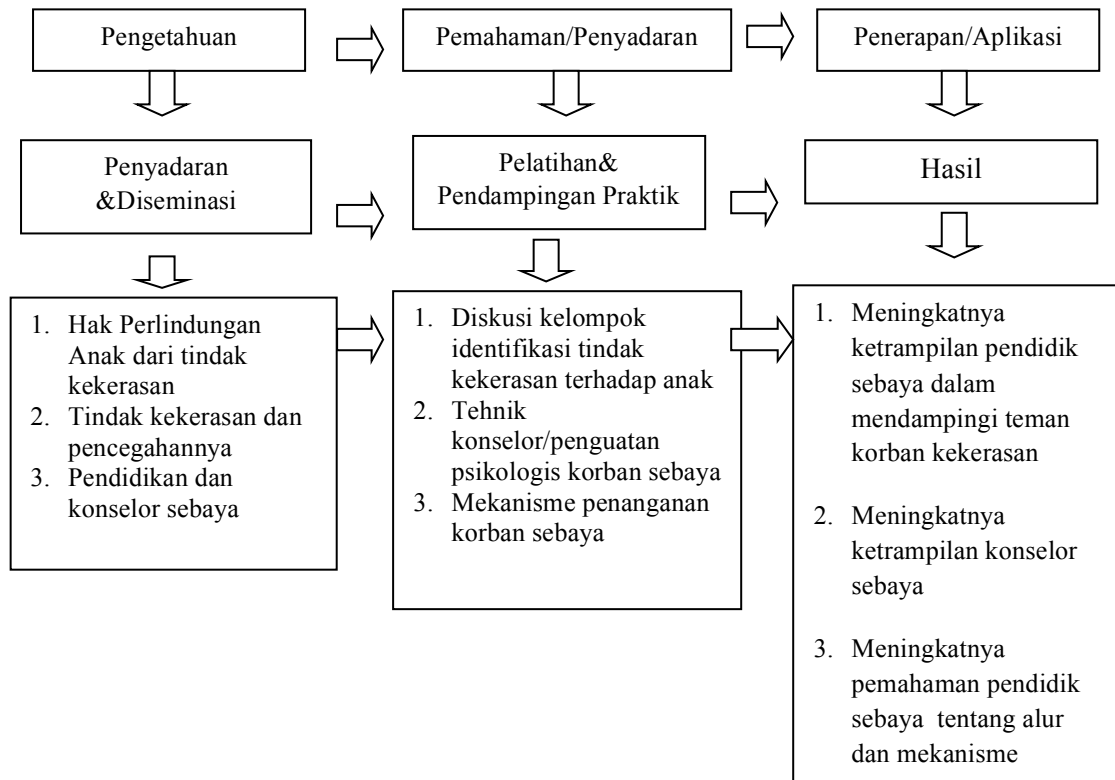 Pengetahuan
Pemahaman/Penyadaran
Penerapan/Aplikasi
Penyadaran
&Diseminasi
Pelatihan&
Pendampingan Praktik
Hasil
1. Hak Perlindungan
Anak dari tindak
kekerasan
2. Tindak kekerasan dan
pencegahannya
3. Pendidikan dan
konselor sebaya
1. Diskusi kelompok
identifikasi tindak
kekerasan terhadap anak
2. Tehnik
konselor/penguatan
psikologis korban sebaya
3. Mekanisme penanganan
korban sebaya
1. Meningkatnya
ketrampilan pendidik
sebaya dalam
mendampingi teman
korban kekerasan
2. Meningkatnya
ketrampilan konselor
sebaya
3. Meningkatnya
pemahaman pendidik
sebaya tentang alur
dan mekanisme